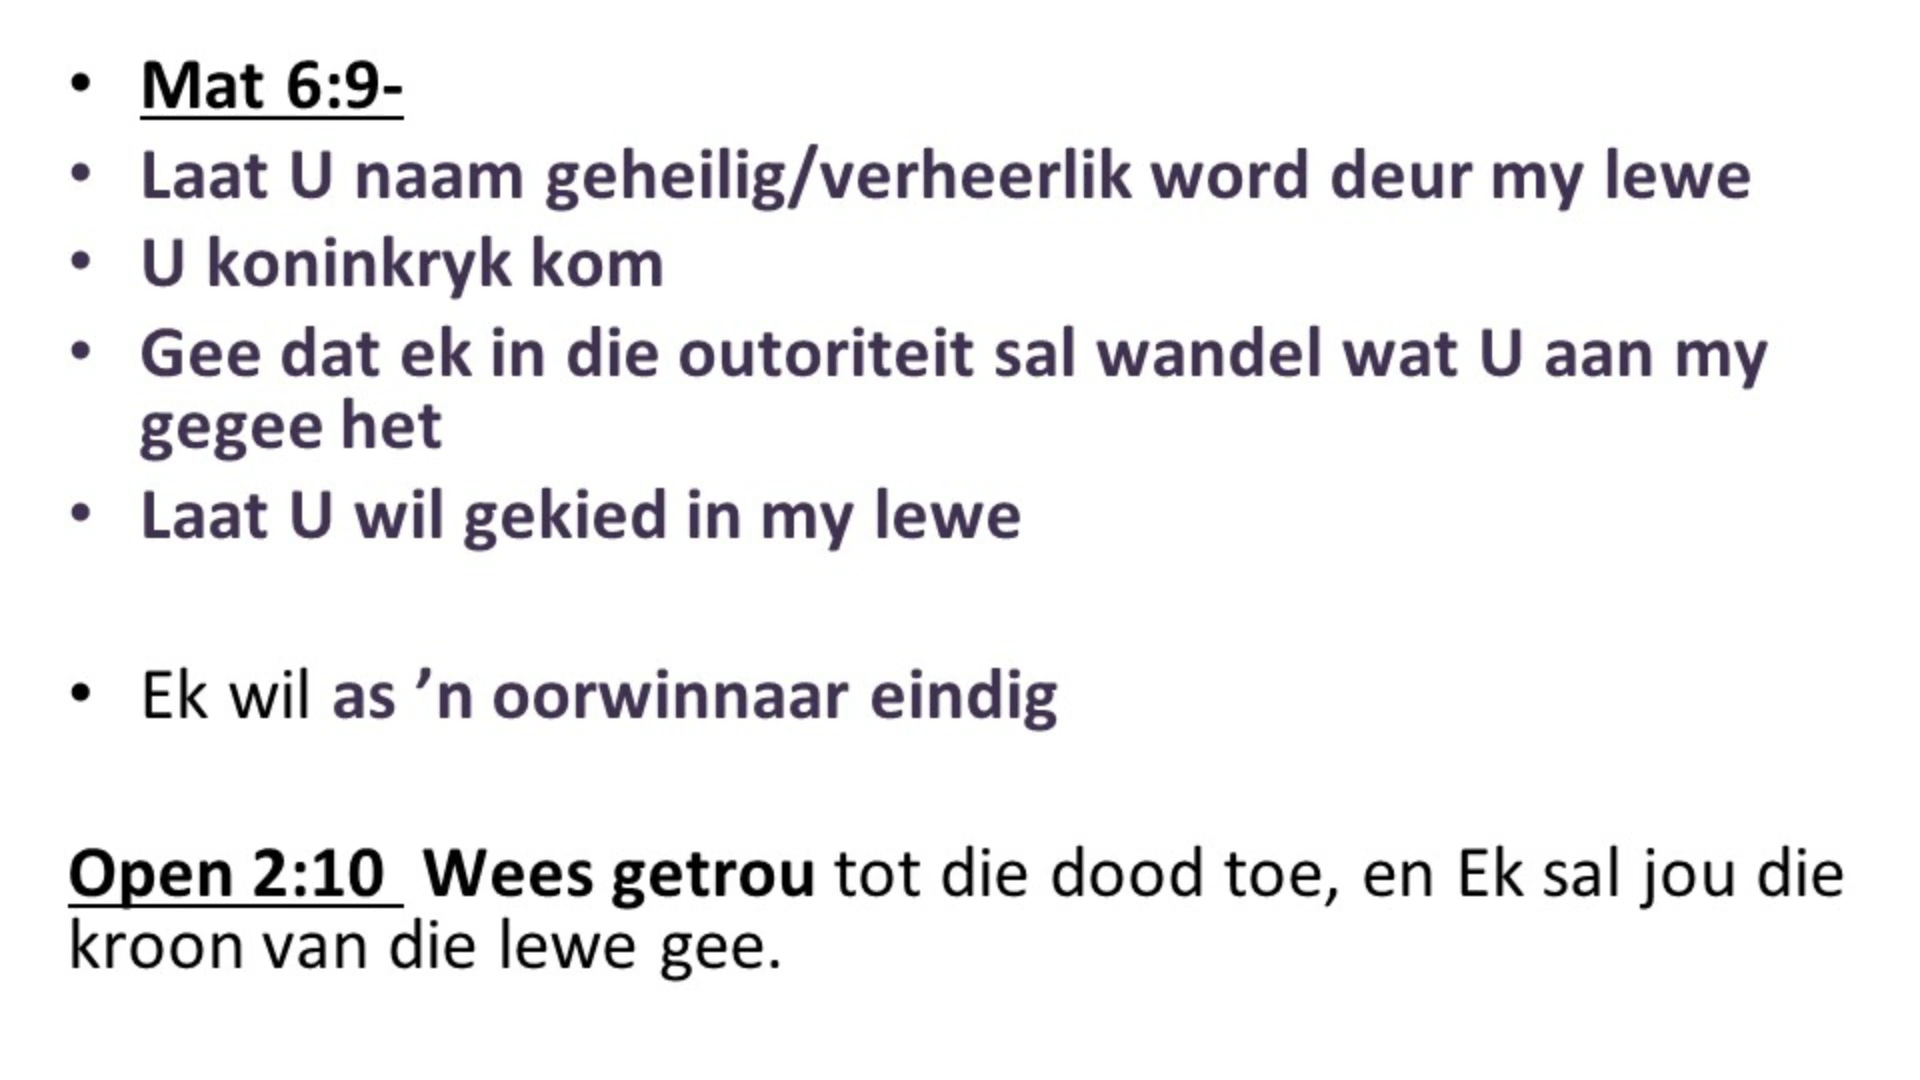 • Mat 6:9-
• Laat U naam geheilig/verheerlik word deur my lewe
• U koninkryk kom
• Gee dat ek in die outoriteit sal wandel wat U aan my
gegee het
• Laat U wil gekied in my lewe
• Ek wil as ’n oorwinnaar eindig
Open 2:10 Wees getrou tot die dood toe, en Ek sal jou die
kroon van die lewe gee.